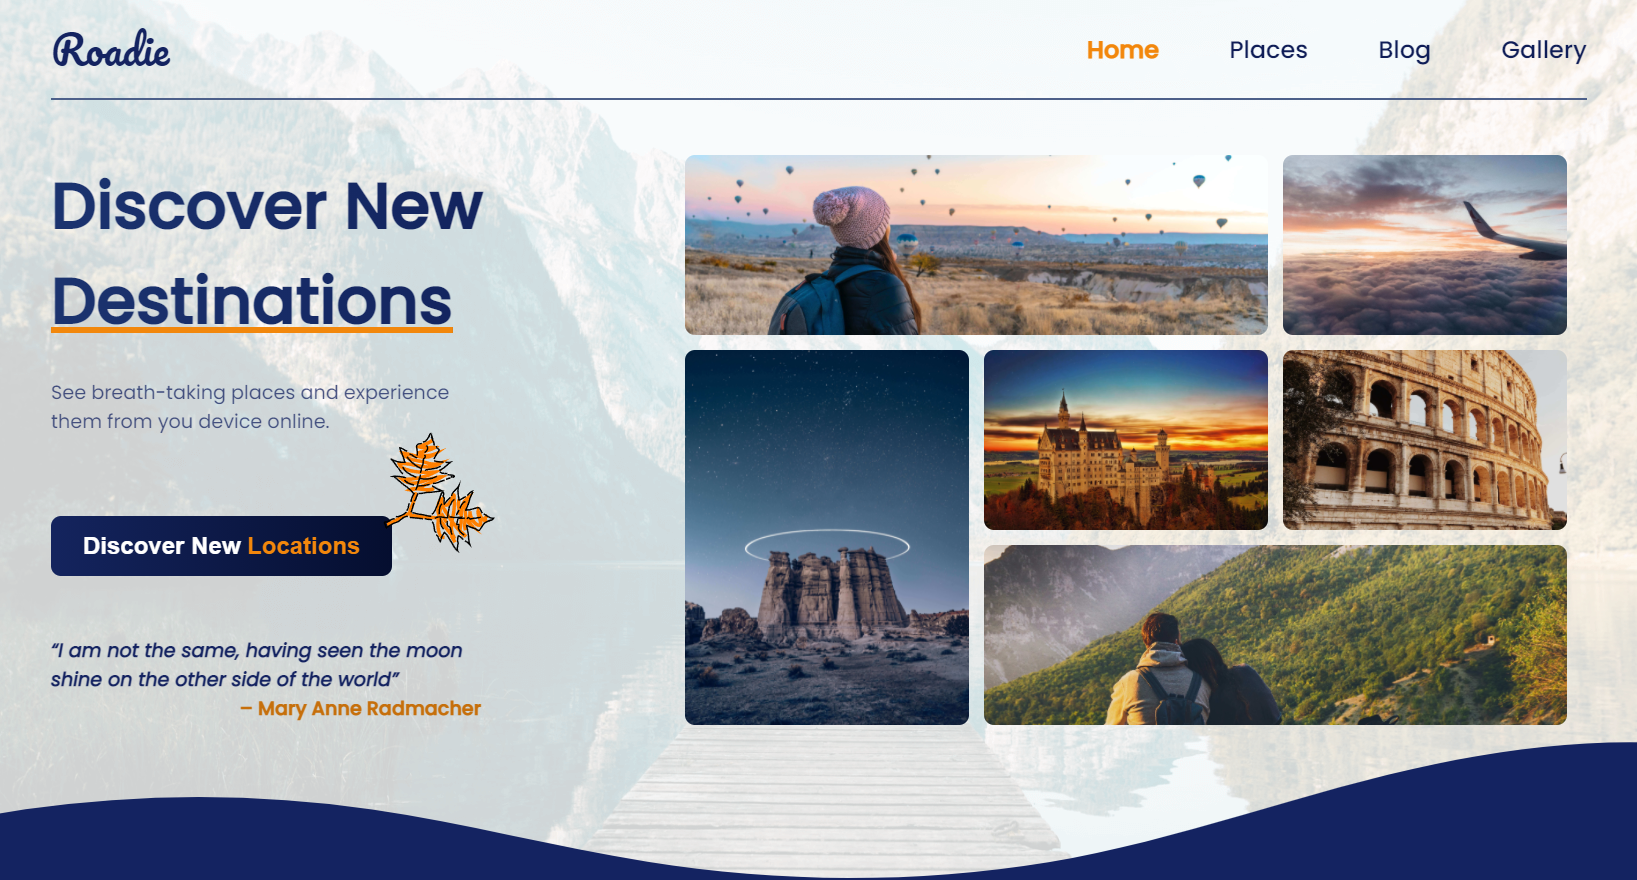 Roadie
Home Places Blog Gallery
Discover New
Destinations
See breath-taking places and experience
them from you device online.
Discover New Locations
“I am not the same, having seen the moon
shine on the other side of the world”
– Mary Anne Radmacher